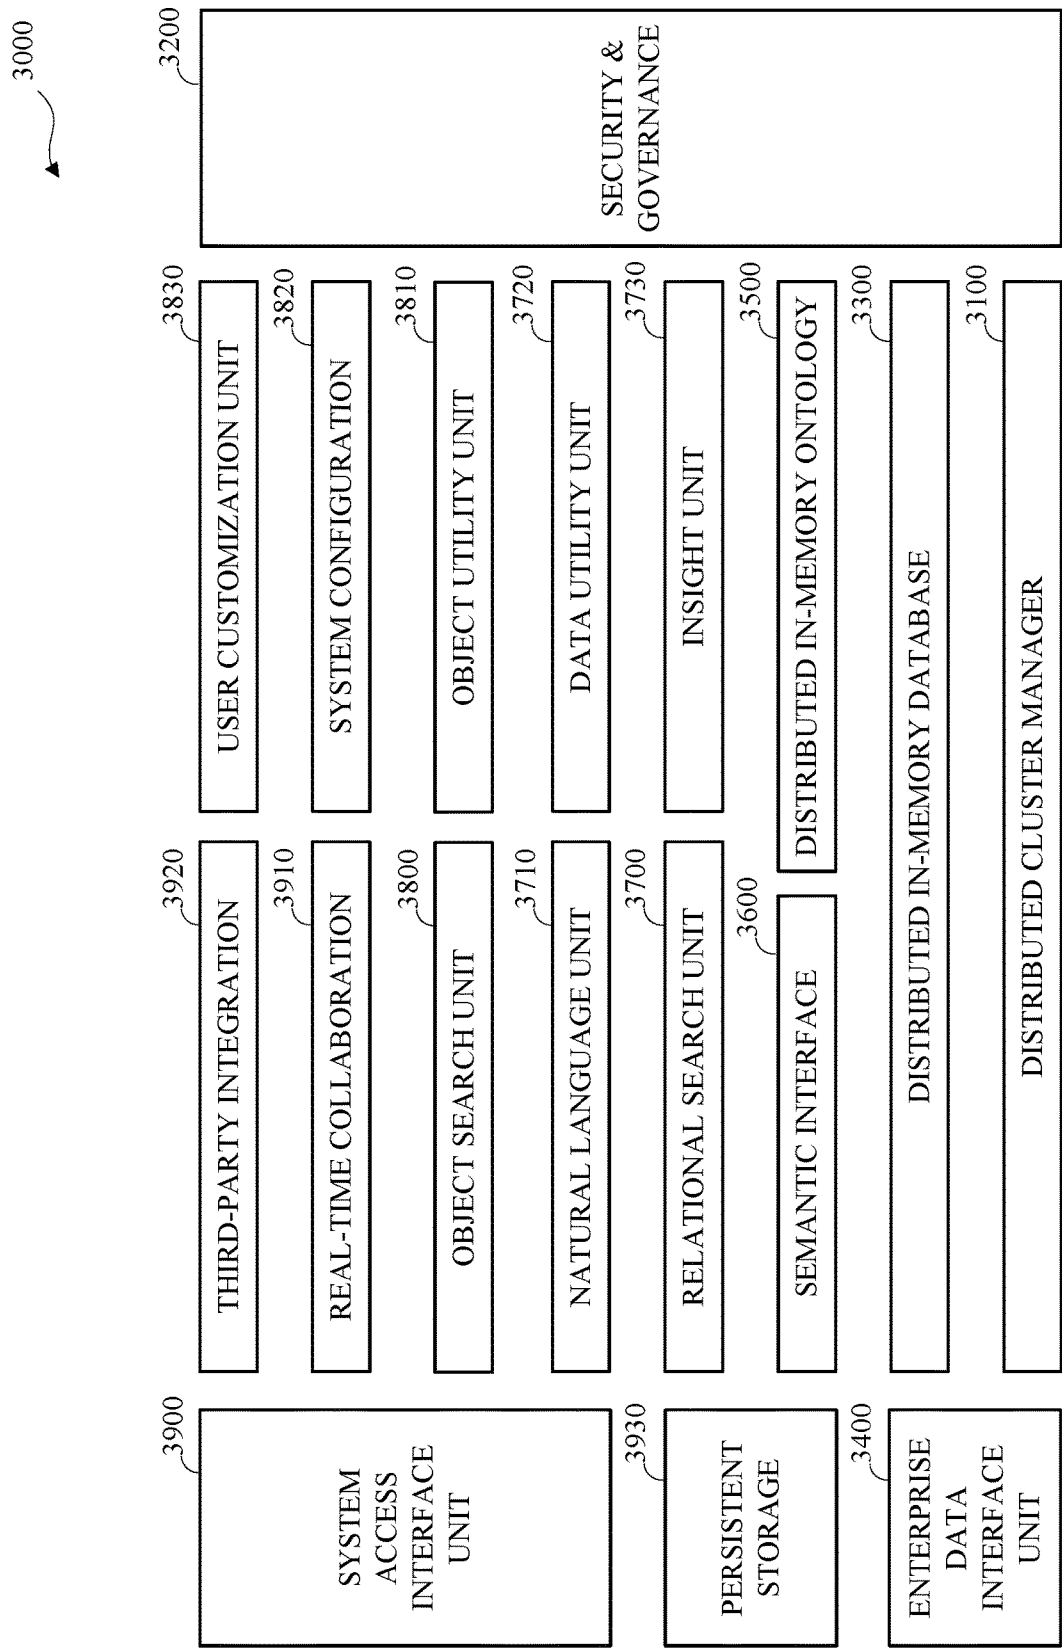 3000
3900
SYSTEM
ACCESS
INTERFACE
UNIT
3920
THIRD-PARTY INTEGRATION
3830
USER CUSTOMIZATION UNIT
3200
SECURITY &
GOVERNANCE
3910
REAL-TIME COLLABORATION
3820
SYSTEM CONFIGURATION
3800
OBJECT SEARCH UNIT
3810
OBJECT UTILITY UNIT
3710
NATURAL LANGUAGE UNIT
3720
DATA UTILITY UNIT
3930
PERSISTENT
STORAGE
3700
RELATIONAL SEARCH UNIT
3730
INSIGHT UNIT
3600
SEMANTIC INTERFACE
3500
DISTRIBUTED IN-MEMORY ONTOLOGY
3400
ENTERPRISE
DATA
INTERFACE
UNIT
3300
DISTRIBUTED IN-MEMORY DATABASE
3100
DISTRIBUTED CLUSTER MANAGER